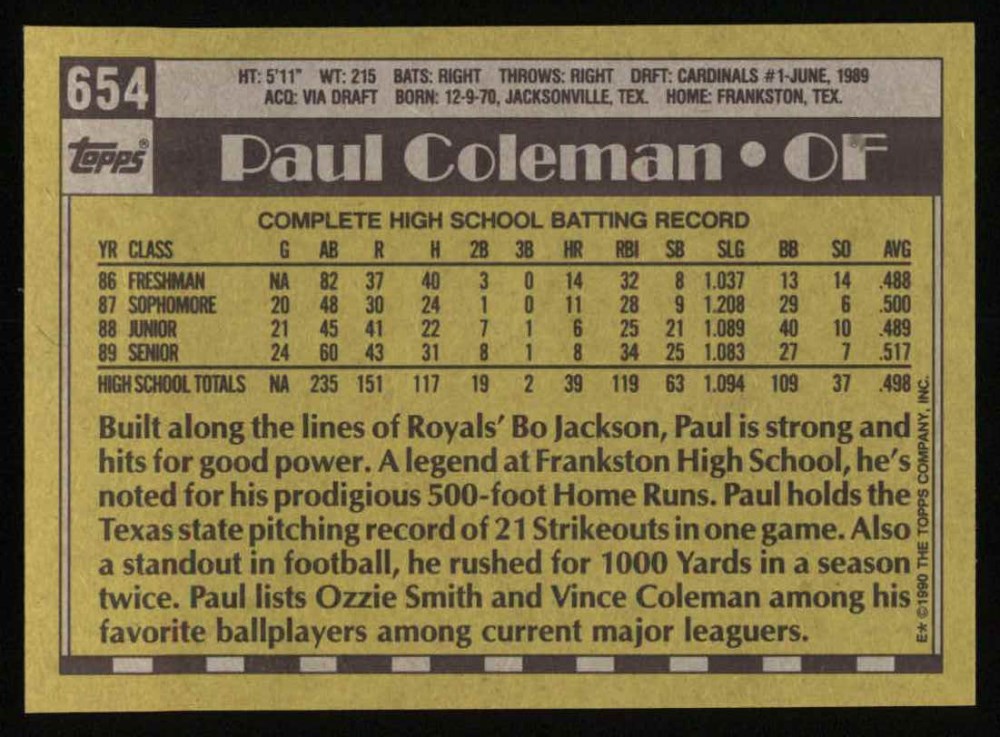 654
HT: 5'11" WT: 215 BATS: RIGHT THROWS: RIGHT DRFT: CARDINALS #1-JUNE, 1989
ACQ: VIA DRAFT BORN: 12-9-70, JACKSONVILLE, TEX. HOME: FRANKSTON, TEX.
topps®
Paul Coleman • OF
COMPLETE HIGH SCHOOL BATTING RECORD
YR CLASS G AB R H 2B 3B HR RBI SB SLG BB SO AVG
86 FRESHMAN NA 82 37 40 3 0 14 32 8 1.037 13 14 .488
87 SOPHOMORE 20 48 30 24 1 0 11 28 9 1.208 29 6 .500
88 JUNIOR 21 45 41 22 7 1 6 25 21 1.089 40 10 .489
89 SENIOR 24 60 43 31 8 1 8 34 25 1.083 27 7 .517
HIGH SCHOOL TOTALS NA 235 151 117 19 2 39 119 63 1.094 109 37 .498
Built along the lines of Royals' Bo Jackson, Paul is strong and
hits for good power. A legend at Frankston High School, he's
noted for his prodigious 500-foot Home Runs. Paul holds the
Texas state pitching record of 21 Strikeouts in one game. Also
a standout in football, he rushed for 1000 Yards in a season
twice. Paul lists Ozzie Smith and Vince Coleman among his
favorite ballplayers among current major leaguers.
E* ©1990 THE TOPPS COMPANY, INC.